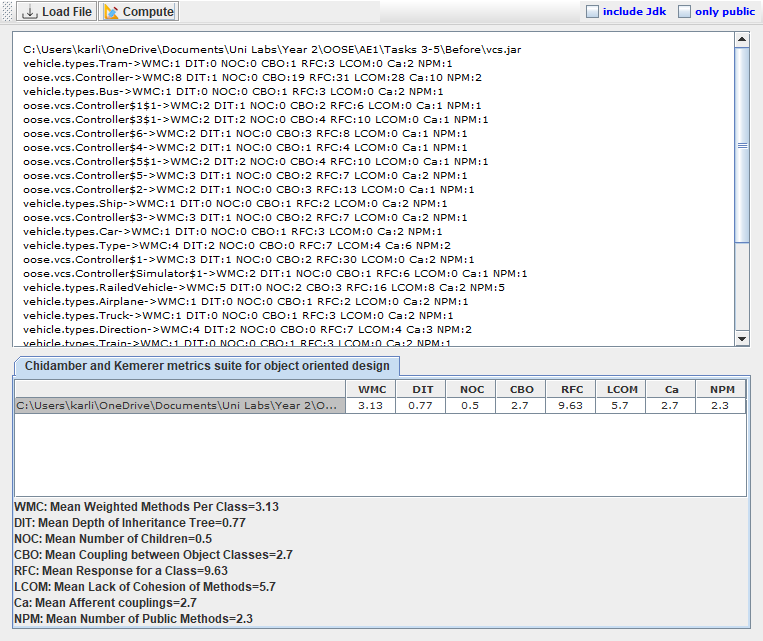 Load File Compute include Jdk only public
C:\Users\karli\OneDrive\Documents\Uni Labs\Year 2\OOSE\AE1\Tasks 3-5\Before\vcs.jar
vehicle.types.Tram->WMC:1 DIT:0 NOC:0 CBO:1 RFC:3 LCOM:0 Ca:2 NPM:1
oose.vcs.Controller->WMC:8 DIT:1 NOC:0 CBO:19 RFC:31 LCOM:28 Ca:10 NPM:2
vehicle.types.Bus->WMC:1 DIT:0 NOC:0 CBO:1 RFC:3 LCOM:0 Ca:2 NPM:1
oose.vcs.Controller$1$1->WMC:2 DIT:1 NOC:0 CBO:2 RFC:6 LCOM:0 Ca:1 NPM:1
oose.vcs.Controller$3$1->WMC:2 DIT:2 NOC:0 CBO:4 RFC:10 LCOM:0 Ca:1 NPM:1
oose.vcs.Controller$6->WMC:2 DIT:1 NOC:0 CBO:3 RFC:8 LCOM:0 Ca:1 NPM:1
oose.vcs.Controller$4->WMC:2 DIT:1 NOC:0 CBO:1 RFC:4 LCOM:0 Ca:1 NPM:1
oose.vcs.Controller$5$1->WMC:2 DIT:2 NOC:0 CBO:4 RFC:10 LCOM:0 Ca:1 NPM:1
oose.vcs.Controller$5->WMC:3 DIT:1 NOC:0 CBO:2 RFC:7 LCOM:0 Ca:2 NPM:1
oose.vcs.Controller$2->WMC:2 DIT:1 NOC:0 CBO:3 RFC:13 LCOM:0 Ca:1 NPM:1
vehicle.types.Ship->WMC:1 DIT:0 NOC:0 CBO:1 RFC:2 LCOM:0 Ca:2 NPM:1
oose.vcs.Controller$3->WMC:3 DIT:1 NOC:0 CBO:2 RFC:7 LCOM:0 Ca:2 NPM:1
vehicle.types.Car->WMC:1 DIT:0 NOC:0 CBO:1 RFC:3 LCOM:0 Ca:2 NPM:1
vehicle.types.Type->WMC:4 DIT:2 NOC:0 CBO:0 RFC:7 LCOM:4 Ca:6 NPM:2
oose.vcs.Controller$1->WMC:3 DIT:1 NOC:0 CBO:2 RFC:30 LCOM:0 Ca:2 NPM:1
oose.vcs.Controller$Simulator$1->WMC:2 DIT:1 NOC:0 CBO:1 RFC:6 LCOM:0 Ca:1 NPM:1
vehicle.types.RailedVehicle->WMC:5 DIT:0 NOC:2 CBO:3 RFC:16 LCOM:8 Ca:2 NPM:5
vehicle.types.Airplane->WMC:1 DIT:0 NOC:0 CBO:1 RFC:2 LCOM:0 Ca:2 NPM:1
vehicle.types.Truck->WMC:1 DIT:0 NOC:0 CBO:1 RFC:3 LCOM:0 Ca:2 NPM:1
vehicle.types.Direction->WMC:4 DIT:2 NOC:0 CBO:0 RFC:7 LCOM:4 Ca:3 NPM:2
vehicle.types.Train->WMC:1 DIT:0 NOC:0 CBO:1 RFC:3 LCOM:0 Ca:2 NPM:1
Chidamber and Kemerer metrics suite for object oriented design
WMC DIT NOC CBO RFC LCOM Ca NPM
C:\Users\karli\OneDrive\Documents\Uni Labs\Year 2\O... 3.13 0.77 0.5 2.7 9.63 5.7 2.7 2.3
WMC: Mean Weighted Methods Per Class=3.13
DIT: Mean Depth of Inheritance Tree=0.77
NOC: Mean Number of Children=0.5
CBO: Mean Coupling between Object Classes=2.7
RFC: Mean Response for a Class=9.63
LCOM: Mean Lack of Cohesion of Methods=5.7
Ca: Mean Afferent couplings=2.7
NPM: Mean Number of Public Methods=2.3